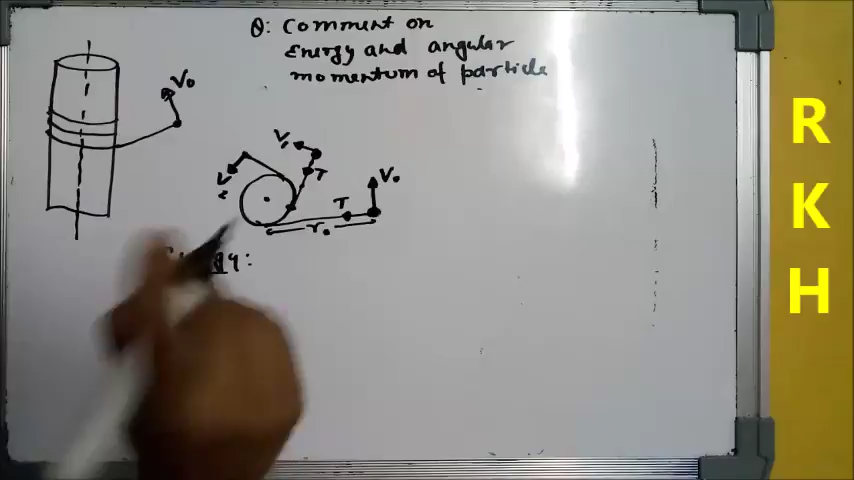 Q: Comment on
Energy and angular
momentum of particle
V₀
V₁
T
V₀
V₂
T
r₀
R
K
H